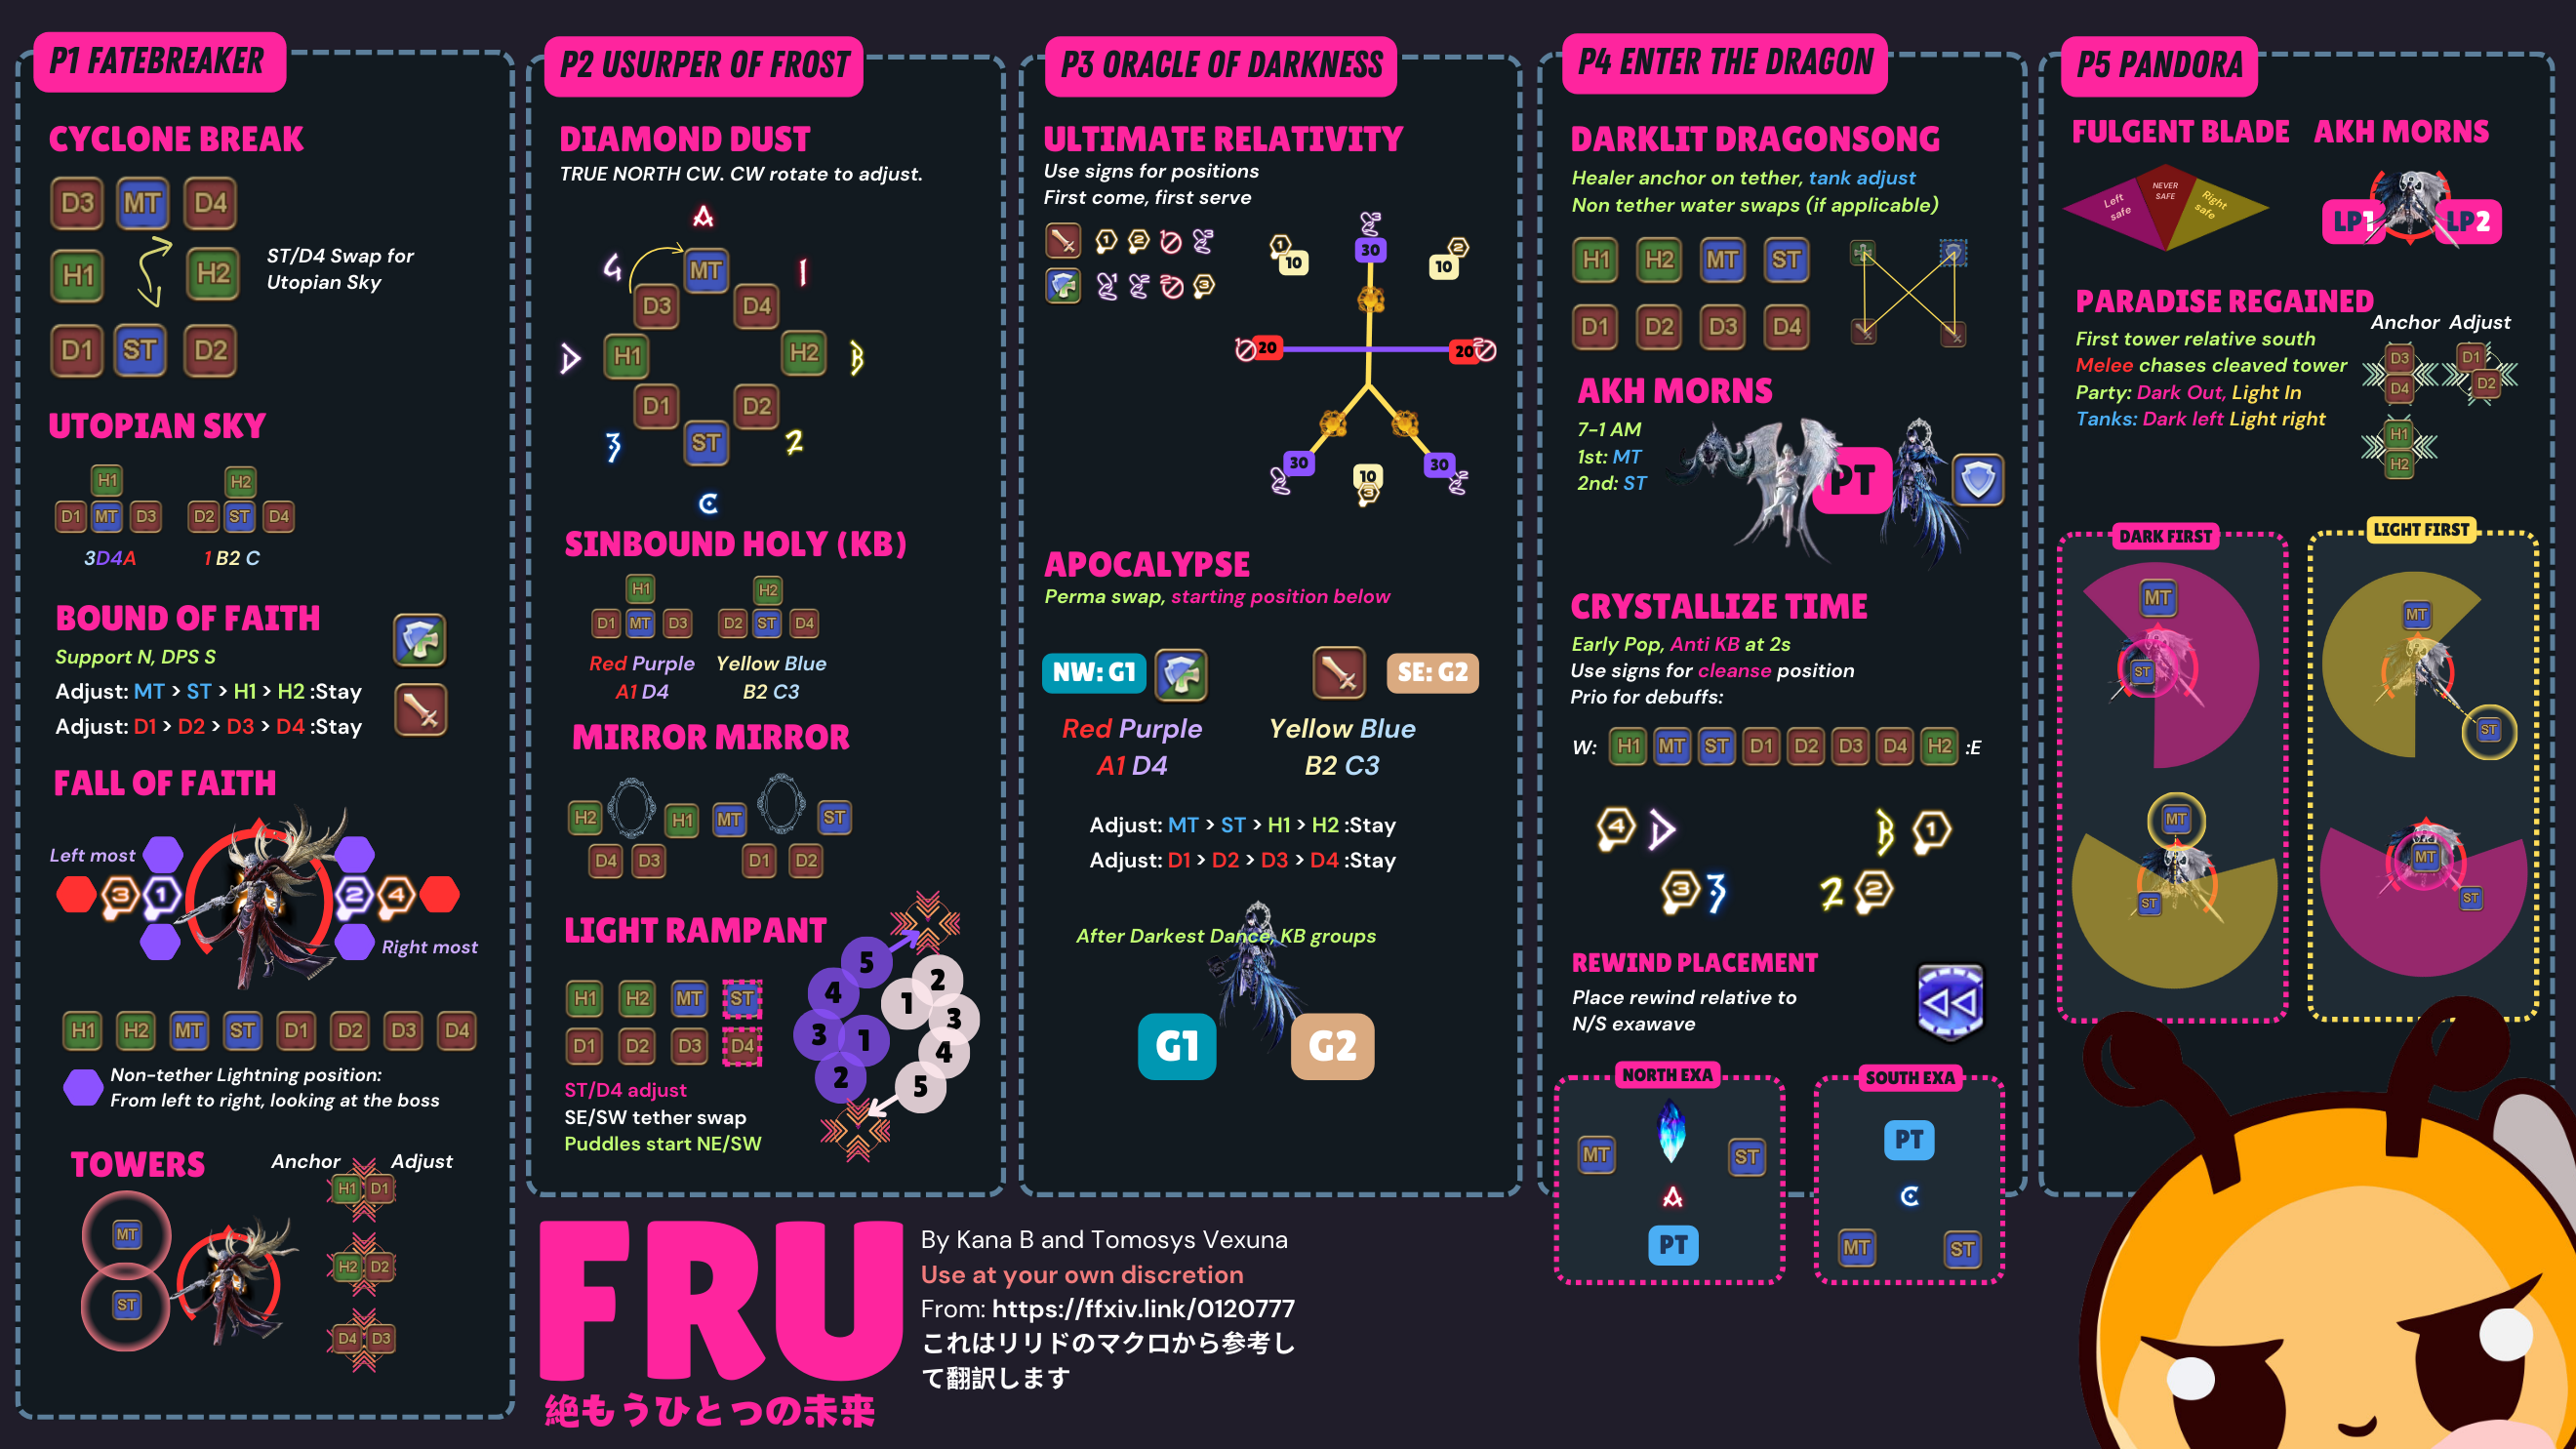 P1 FATEBREAKER
CYCLONE BREAK
D3 MT D4
H1 H2
ST/D4 Swap for
Utopian Sky
D1 ST D2
UTOPIAN SKY
H1 H2
D1 MT D3 D2 ST D4
3D4A 1 B2 C
BOUND OF FAITH
Support N, DPS S
Adjust: MT > ST > H1 > H2 :Stay
Adjust: D1 > D2 > D3 > D4 :Stay
FALL OF FAITH
Left most
3 1 2 4
Right most
H1 H2 MT ST D1 D2 D3 D4
Non-tether Lightning position:
From left to right, looking at the boss
TOWERS
Anchor Adjust
H1 D1
MT
H2 D2
ST
D4 D3
P2 USURPER OF FROST
DIAMOND DUST
TRUE NORTH CW. CW rotate to adjust.
A
4 MT 1
D3 D4
D H1 H2 B
D1 D2
3 ST 2
C
SINBOUND HOLY (KB)
H1 H2
D1 MT D3 D2 ST D4
Red Purple Yellow Blue
A1 D4 B2 C3
MIRROR MIRROR
H2 H1 MT ST
D4 D3 D1 D2
LIGHT RAMPANT
H1 H2 MT ST
D1 D2 D3 D4
ST/D4 adjust
SE/SW tether swap
Puddles start NE/SW
5 2
4 1
3 1 3
4
2 5
P3 ORACLE OF DARKNESS
ULTIMATE RELATIVITY
Use signs for positions
First come, first serve
1 2 2
1 2 2 3
30
1 10 10 2
20 20
30 10 30
3
APOCALYPSE
Perma swap, starting position below
NW: G1 SE: G2
Red Purple Yellow Blue
A1 D4 B2 C3
Adjust: MT > ST > H1 > H2 :Stay
Adjust: D1 > D2 > D3 > D4 :Stay
After Darkest Dance, KB groups
G1 G2
P4 ENTER THE DRAGON
DARKLIT DRAGONSONG
Healer anchor on tether, tank adjust
Non tether water swaps (if applicable)
H1 H2 MT ST
D1 D2 D3 D4
AKH MORNS
7-1 AM
1st: MT
2nd: ST
PT
CRYSTALLIZE TIME
Early Pop, Anti KB at 2s
Use signs for cleanse position
Prio for debuffs:
W: H1 MT ST D1 D2 D3 D4 H2 :E
4 D B 1
3 3 2 2
REWIND PLACEMENT
Place rewind relative to
N/S exawave
NORTH EXA
MT ST
A
PT
SOUTH EXA
PT
C
MT ST
P5 PANDORA
FULGENT BLADE
Left
safe
NEVER
SAFE
Right
safe
AKH MORNS
LP1 LP2
PARADISE REGAINED
Anchor Adjust
First tower relative south
Melee chases cleaved tower
Party: Dark Out, Light In
Tanks: Dark left Light right
D3 D1
D4 D2
H1
H2
DARK FIRST
MT
ST
MT
ST
LIGHT FIRST
MT
ST
MT
ST
FRU
絶もうひとつの未来
By Kana B and Tomosys Vexuna
Use at your own discretion
From: https://ffxiv.link/0120777
これはリリドのマクロから参考し
て翻訳します